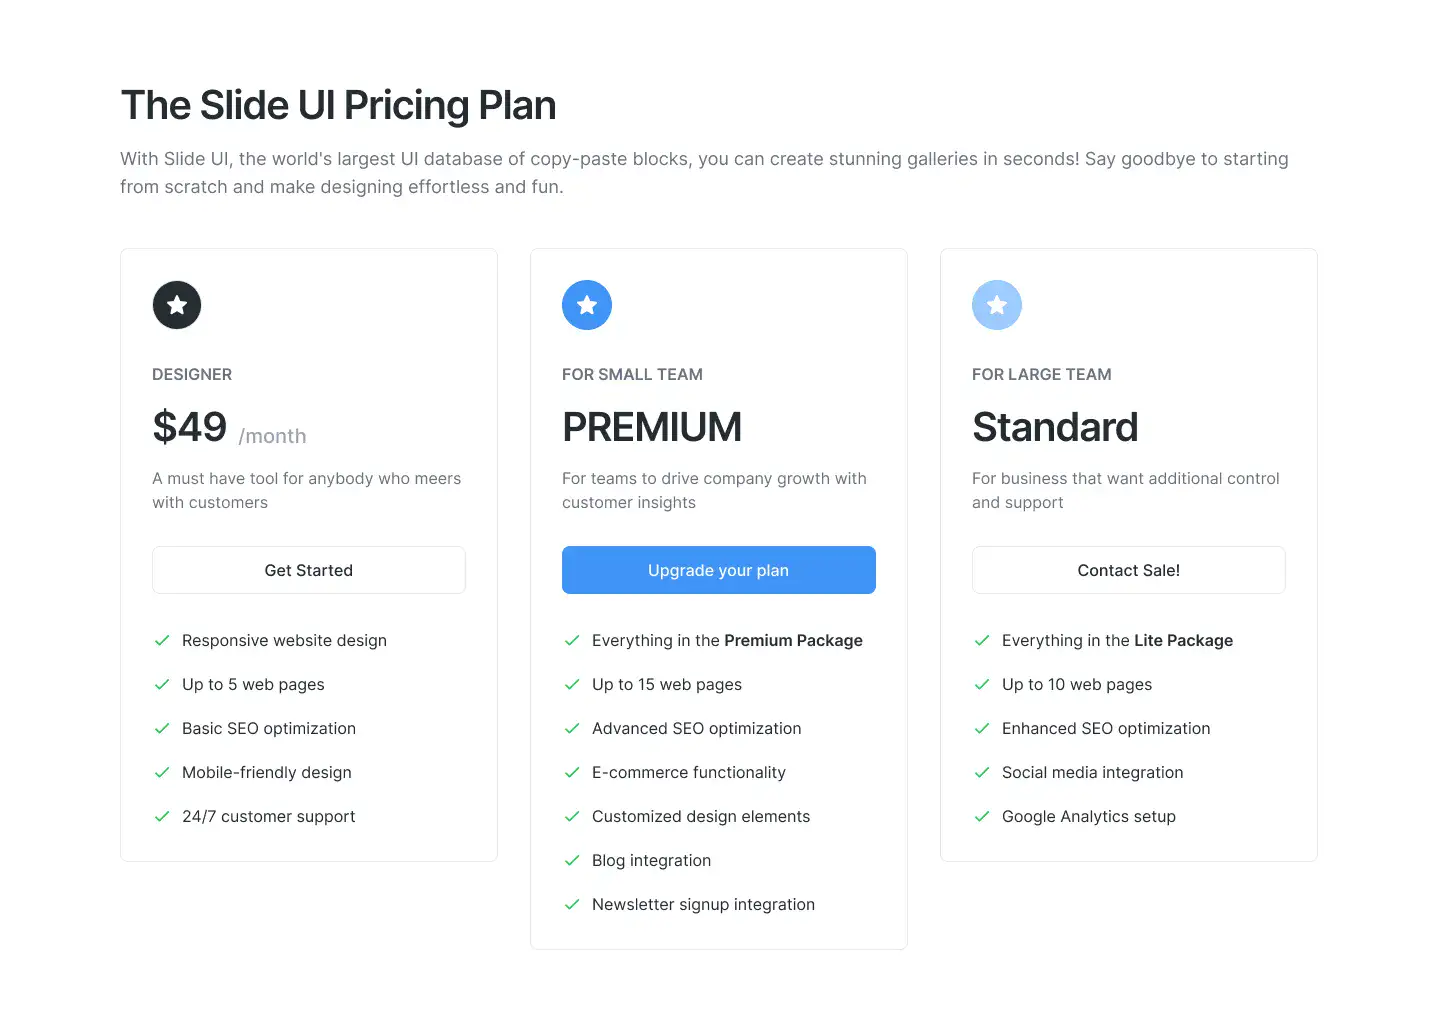 The Slide UI Pricing Plan
With Slide UI, the world's largest UI database of copy-paste blocks, you can create stunning galleries in seconds! Say goodbye to starting
from scratch and make designing effortless and fun.
DESIGNER
$49 /month
A must have tool for anybody who meers
with customers
Get Started
Responsive website design
Up to 5 web pages
Basic SEO optimization
Mobile-friendly design
24/7 customer support
FOR SMALL TEAM
PREMIUM
For teams to drive company growth with
customer insights
Upgrade your plan
Everything in the Premium Package
Up to 15 web pages
Advanced SEO optimization
E-commerce functionality
Customized design elements
Blog integration
Newsletter signup integration
FOR LARGE TEAM
Standard
For business that want additional control
and support
Contact Sale!
Everything in the Lite Package
Up to 10 web pages
Enhanced SEO optimization
Social media integration
Google Analytics setup